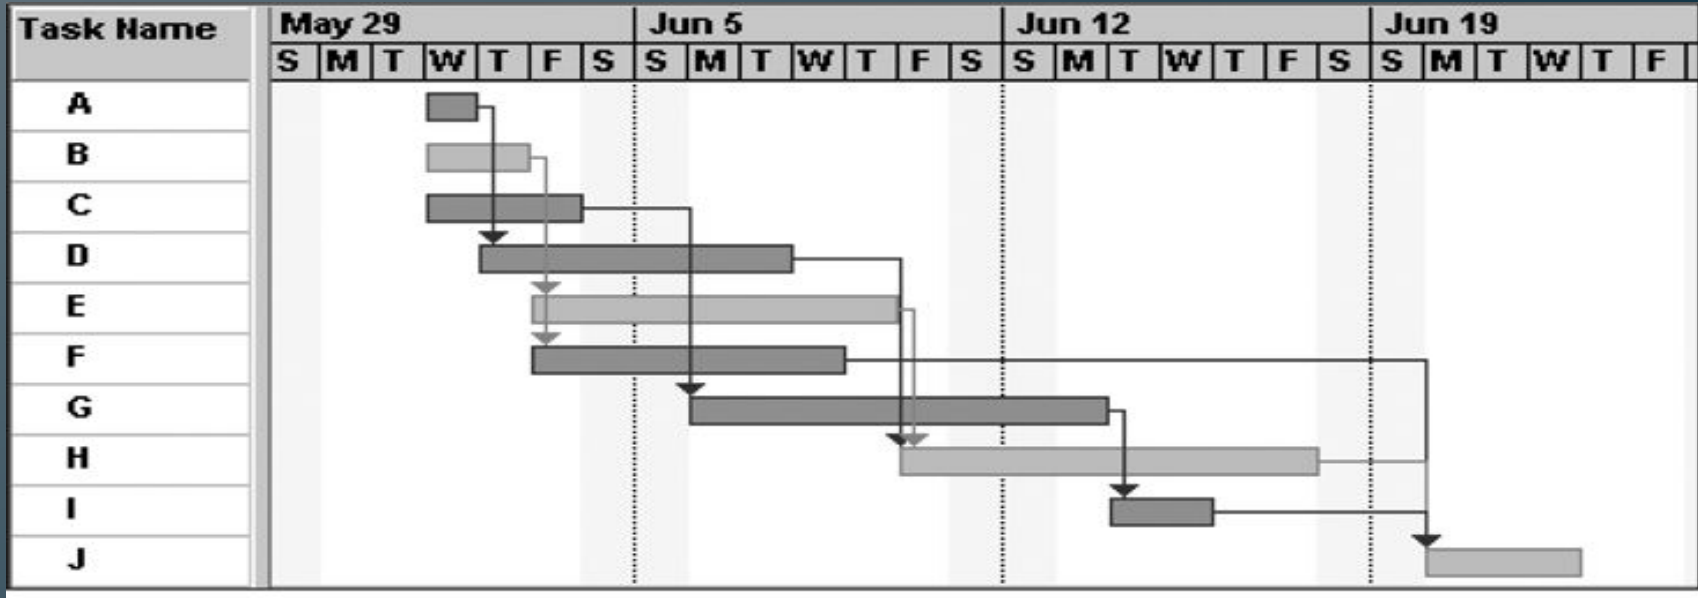 Task Name May 29 Jun 5 Jun 12 Jun 19
S M T W T F S S M T W T F S S M T W T F S S M T W T F
A
B
C
D
E
F
G
H
I
J